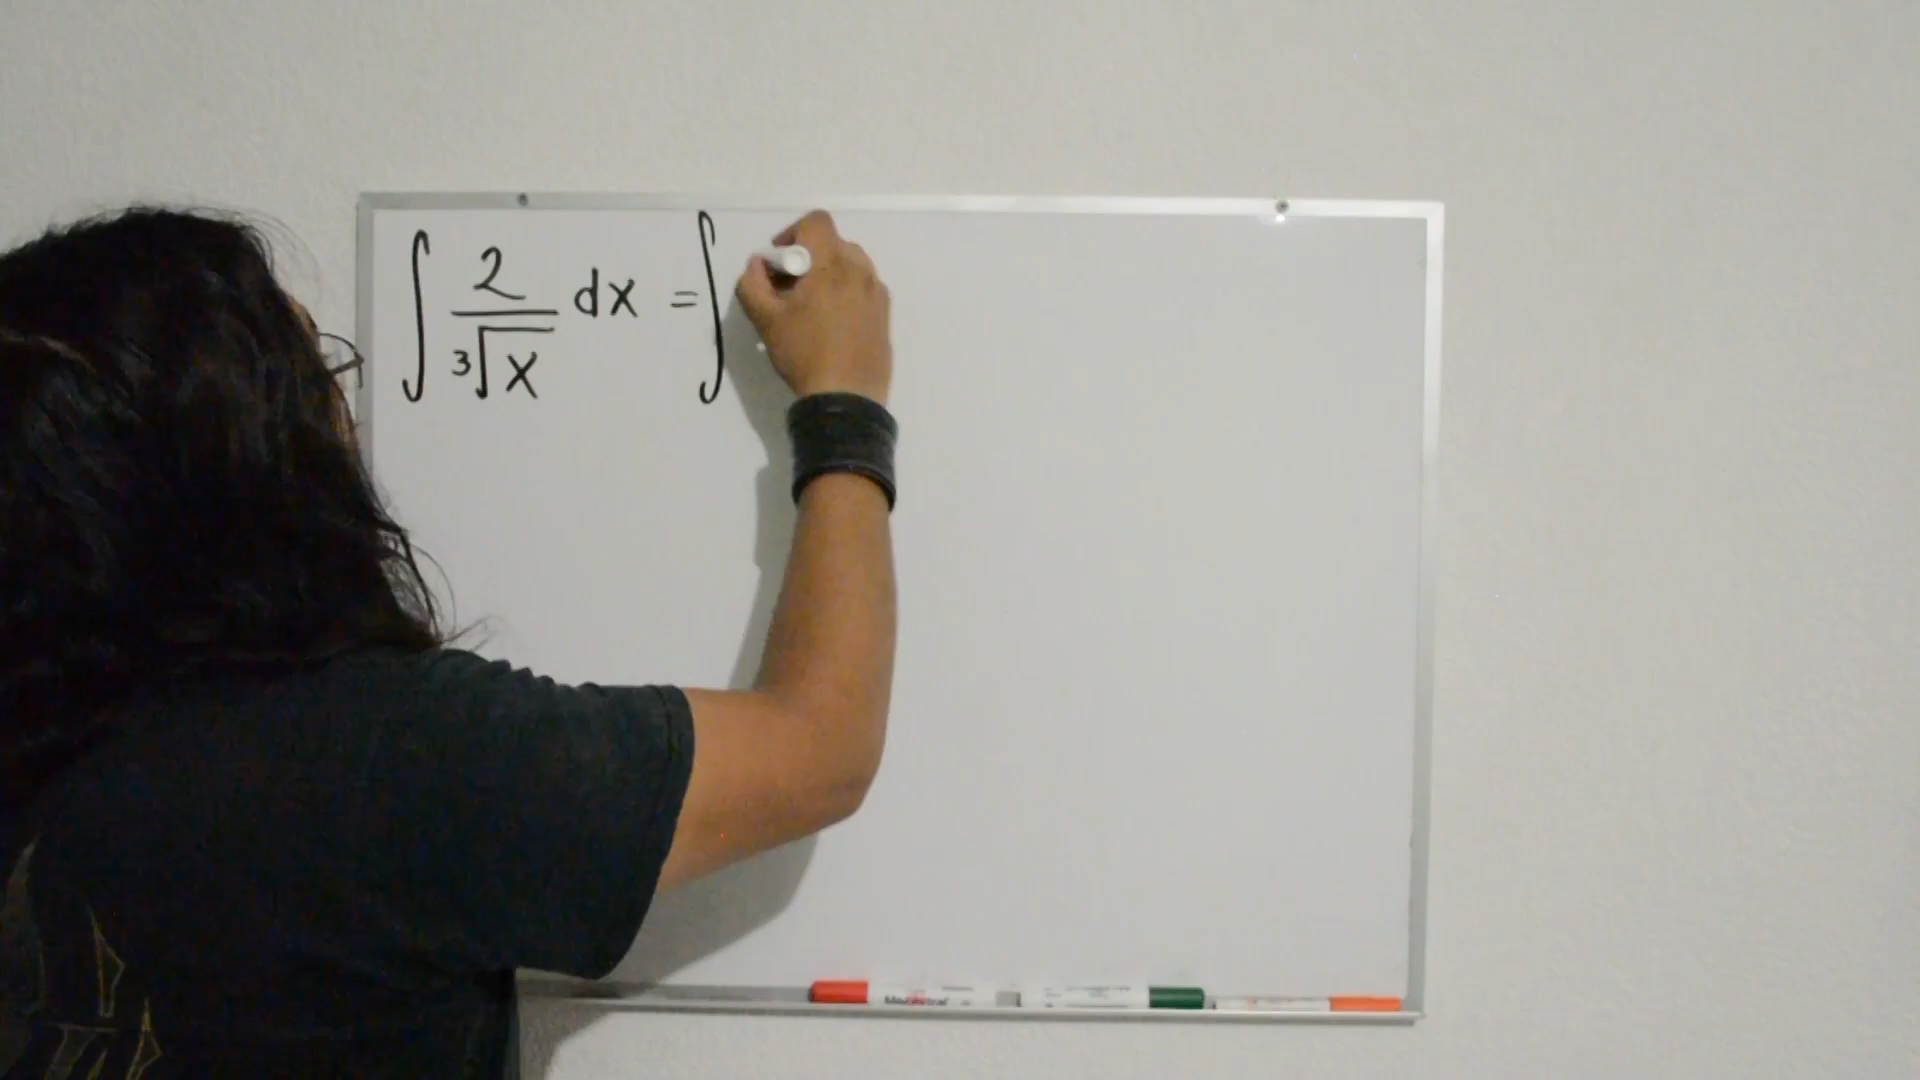 ∫ 2/∛x dx = ∫